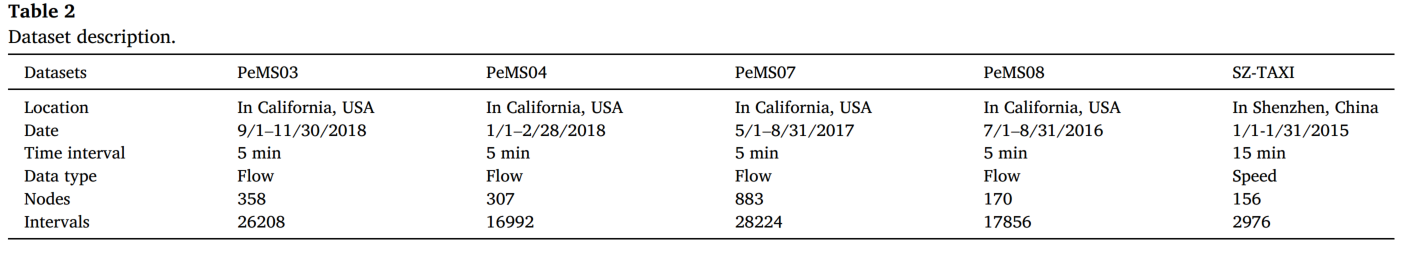 Table 2
Dataset description.
Datasets PeMS03 PeMS04 PeMS07 PeMS08 SZ-TAXI
Location In California, USA In California, USA In California, USA In California, USA In Shenzhen, China
Date 9/1–11/30/2018 1/1–2/28/2018 5/1–8/31/2017 7/1–8/31/2016 1/1-1/31/2015
Time interval 5 min 5 min 5 min 5 min 15 min
Data type Flow Flow Flow Flow Speed
Nodes 358 307 883 170 156
Intervals 26208 16992 28224 17856 2976